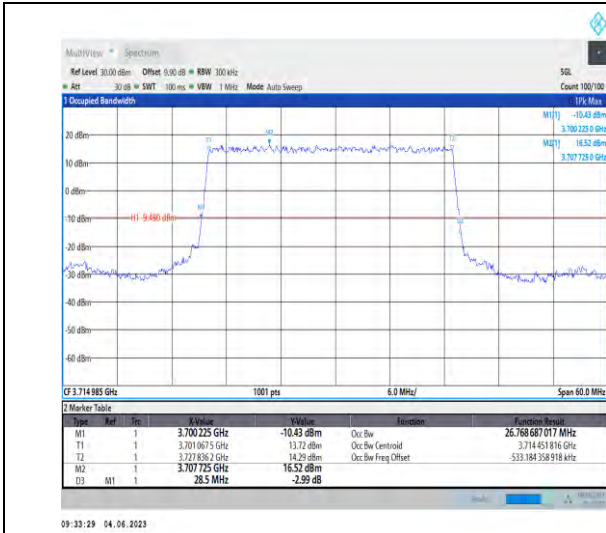 MultiView Spectrum
Ref Level 30.00 dBm Offset 9.90 dB RBW 300 kHz SGL
Att 30 dB SWT 100 ms VBW 1 MHz Mode Auto Sweep Count 100/100
1 Occupied Bandwidth 1Pk Max
M1[1] -10.43 dBm
3.700 225 0 GHz
M2[1] 16.52 dBm
3.707 725 0 GHz
20 dBm
T1 M2 T2
10 dBm
0 dBm
M1
-10 dBm H1 -9.480 dBm
-20 dBm
-30 dBm
-40 dBm
-50 dBm
-60 dBm
CF 3.714 985 GHz 1001 pts 6.0 MHz/ Span 60.0 MHz
2 Marker Table
Type Ref Trc X-Value Y-Value Function Function Result
M1 1 3.700 225 GHz -10.43 dBm Occ Bw 26.768 687 017 MHz
T1 1 3.701 067 5 GHz 13.72 dBm Occ Bw Centroid 3.714 451 816 GHz
T2 1 3.727 836 2 GHz 14.29 dBm Occ Bw Freq Offset -533.184 358 918 kHz
M2 1 3.707 725 GHz 16.52 dBm
D3 M1 1 28.5 MHz -2.99 dB
09:33:29 04.06.2023